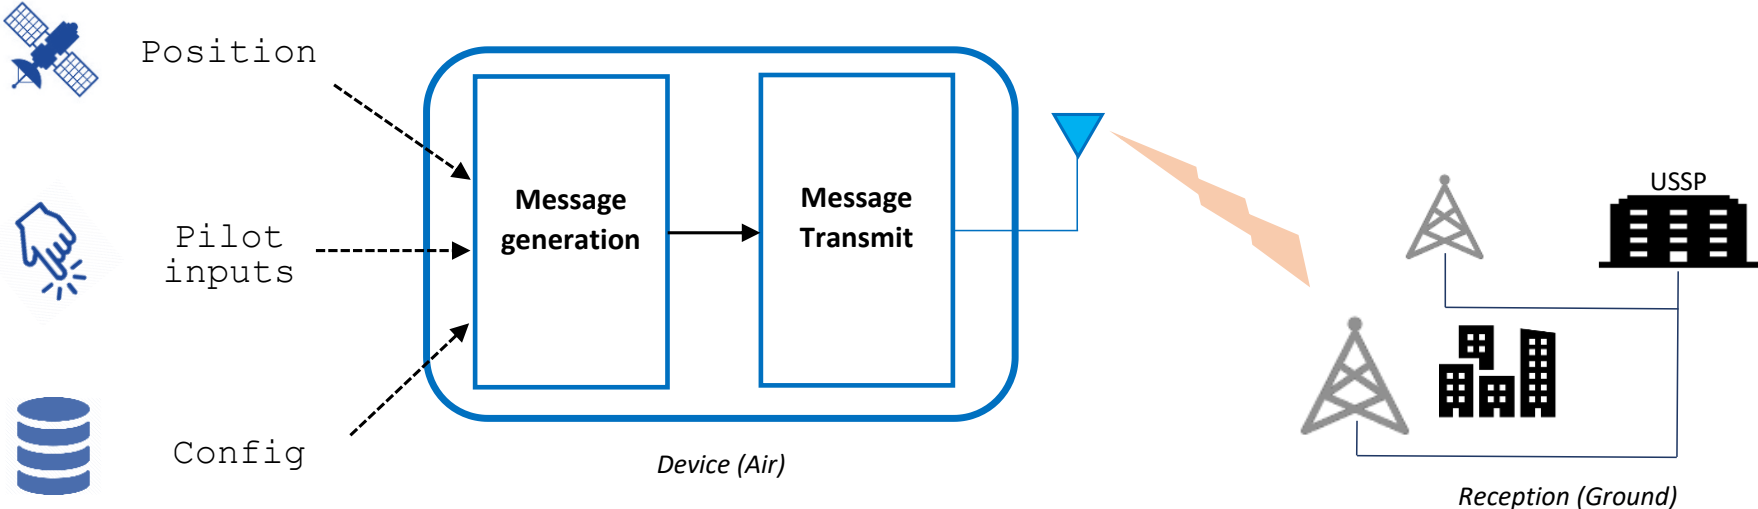 Position
Pilot
inputs
Config
Message
generation
Message
Transmit
Device (Air)
USSP
Reception (Ground)